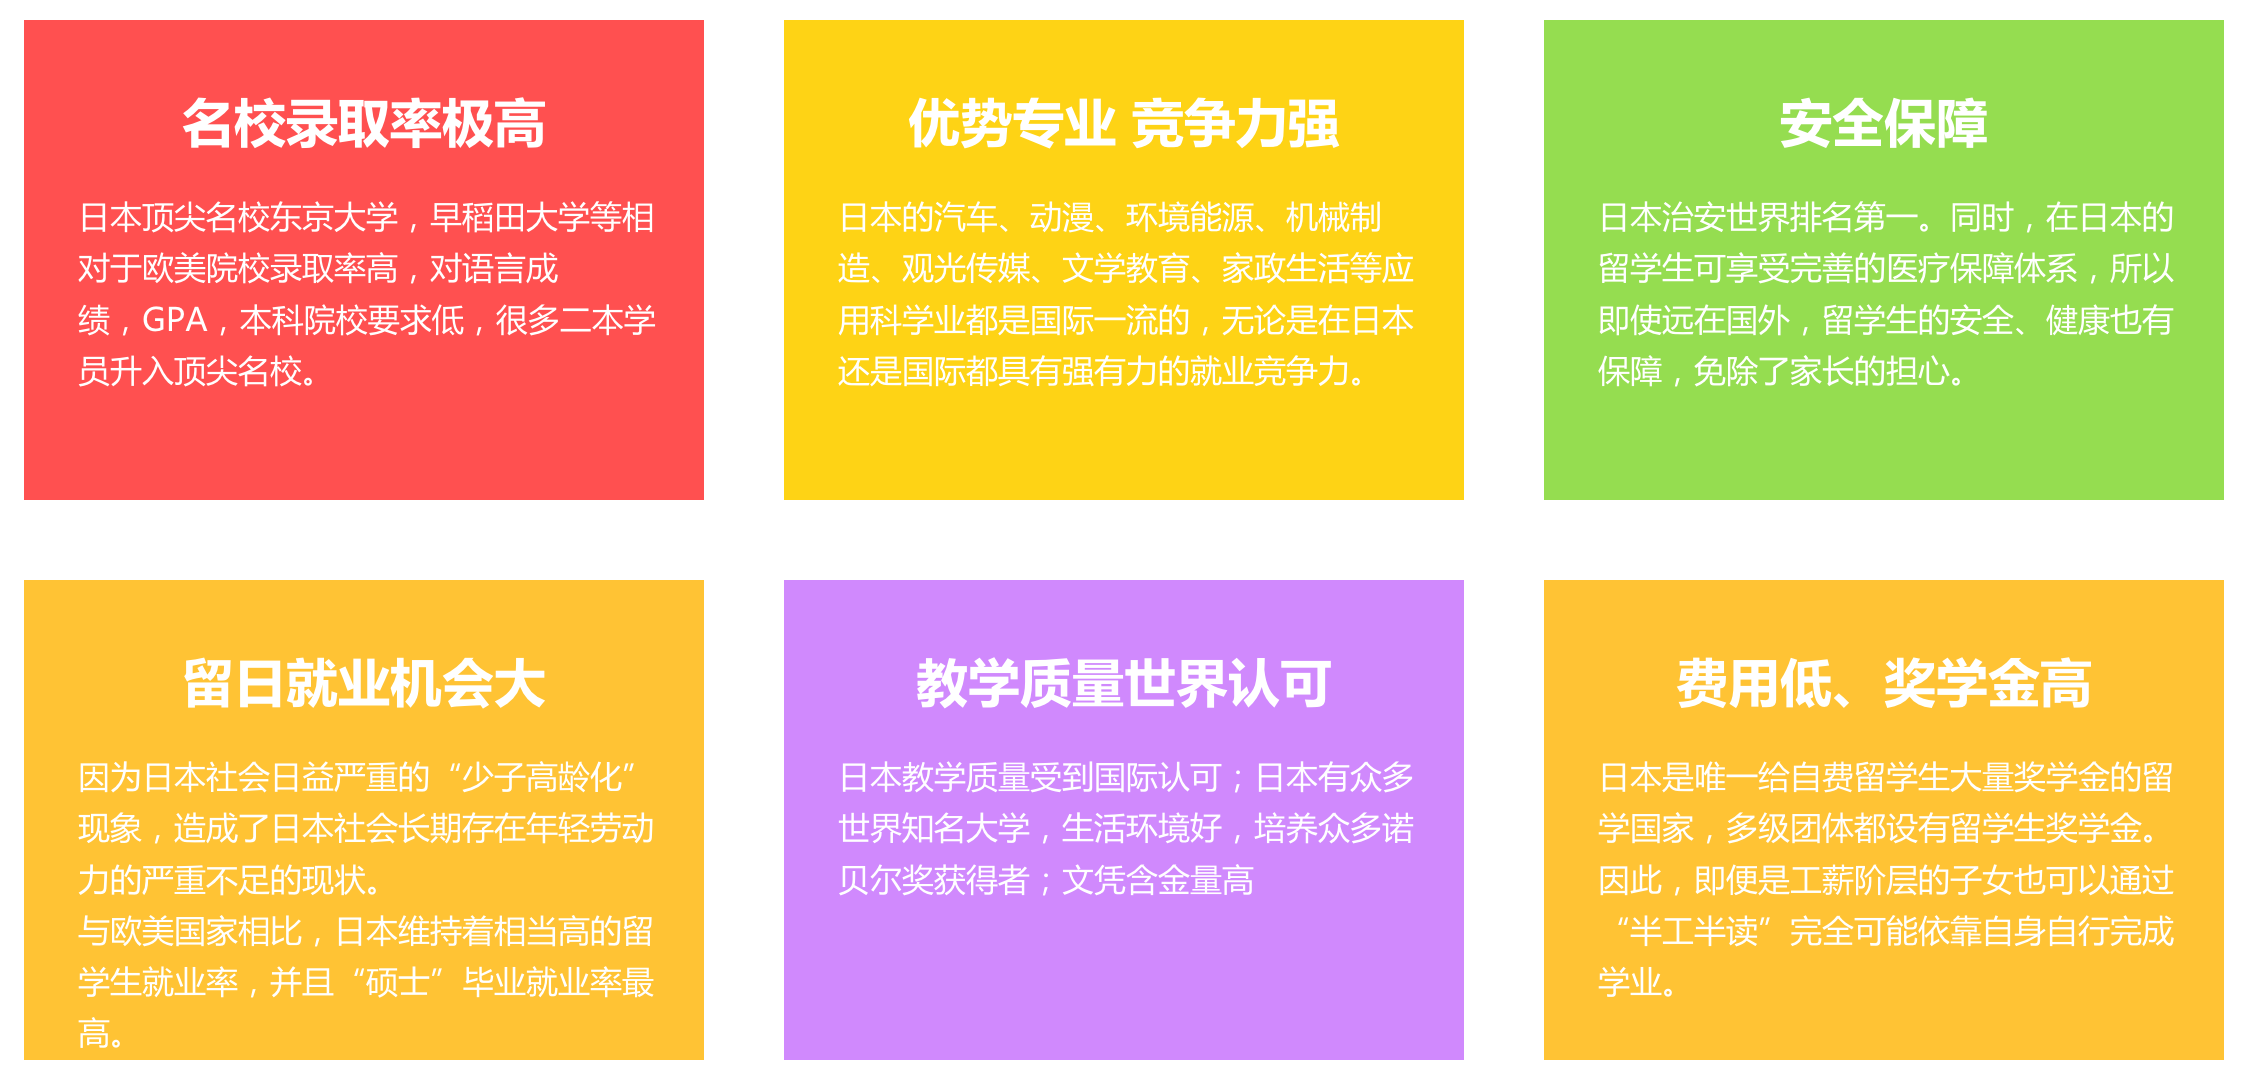 名校录取率极高
日本顶尖名校东京大学，早稻田大学等相
对于欧美院校录取率高，对语言成
绩，GPA，本科院校要求低，很多二本学
员升入顶尖名校。
优势专业 竞争力强
日本的汽车、动漫、环境能源、机械制
造、观光传媒、文学教育、家政生活等应
用科学业都是国际一流的，无论是在日本
还是国际都具有强有力的就业竞争力。
安全保障
日本治安世界排名第一。同时，在日本的
留学生可享受完善的医疗保障体系，所以
即使远在国外，留学生的安全、健康也有
保障，免除了家长的担心。
留日就业机会大
因为日本社会日益严重的“少子高龄化”
现象，造成了日本社会长期存在年轻劳动
力的严重不足的现状。
与欧美国家相比，日本维持着相当高的留
学生就业率，并且“硕士”毕业就业率最
高。
教学质量世界认可
日本教学质量受到国际认可；日本有众多
世界知名大学，生活环境好，培养众多诺
贝尔奖获得者；文凭含金量高
费用低、奖学金高
日本是唯一给自费留学生大量奖学金的留
学国家，多级团体都设有留学生奖学金。
因此，即便是工薪阶层的子女也可以通过
“半工半读”完全可能依靠自身自行完成
学业。